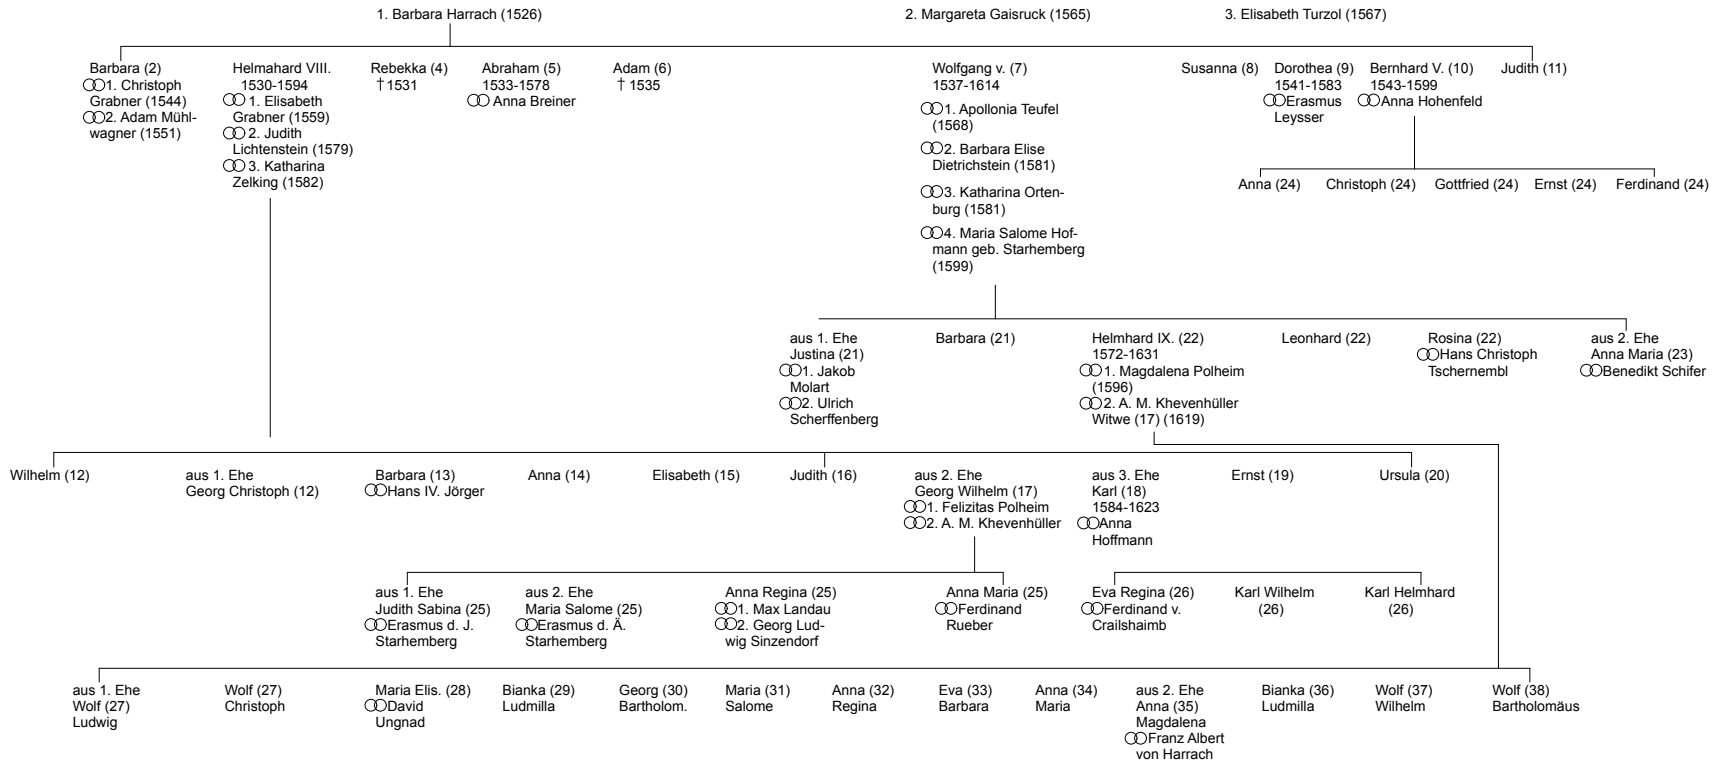 1. Barbara Harrach (1526)
2. Margareta Gaisruck (1565)
3. Elisabeth Turzol (1567)
Barbara (2)
1. Christoph
Grabner (1544)
2. Adam Mühl-
wagner (1551)
Helmahard VIII.
1530-1594
1. Elisabeth
Grabner (1559)
2. Judith
Lichtenstein (1579)
3. Katharina
Zelking (1582)
Rebekka (4)
† 1531
Abraham (5)
1533-1578
Anna Breiner
Adam (6)
† 1535
Wolfgang v. (7)
1537-1614
1. Apollonia Teufel
(1568)
2. Barbara Elise
Dietrichstein (1581)
3. Katharina Orten-
burg (1581)
4. Maria Salome Hof-
mann geb. Starhemberg
(1599)
Susanna (8)
Dorothea (9)
1541-1583
Erasmus
Leysser
Bernhard V. (10)
1543-1599
Anna Hohenfeld
Judith (11)
Anna (24)
Christoph (24)
Gottfried (24)
Ernst (24)
Ferdinand (24)
aus 1. Ehe
Justina (21)
1. Jakob
Molart
2. Ulrich
Scherffenberg
Barbara (21)
Helmhard IX. (22)
1572-1631
1. Magdalena Polheim
(1596)
2. A. M. Khevenhüller
Witwe (17) (1619)
Leonhard (22)
Rosina (22)
Hans Christoph
Tschernembl
aus 2. Ehe
Anna Maria (23)
Benedikt Schifer
Wilhelm (12)
aus 1. Ehe
Georg Christoph (12)
Barbara (13)
Hans IV. Jörger
Anna (14)
Elisabeth (15)
Judith (16)
aus 2. Ehe
Georg Wilhelm (17)
1. Felizitas Polheim
2. A. M. Khevenhüller
aus 3. Ehe
Karl (18)
1584-1623
Anna
Hoffmann
Ernst (19)
Ursula (20)
aus 1. Ehe
Judith Sabina (25)
Erasmus d. J.
Starhemberg
aus 2. Ehe
Maria Salome (25)
Erasmus d. Ä.
Starhemberg
Anna Regina (25)
1. Max Landau
2. Georg Lud-
wig Sinzendorf
Anna Maria (25)
Ferdinand
Rueber
Eva Regina (26)
Ferdinand v.
Crailshaimb
Karl Wilhelm
(26)
Karl Helmhard
(26)
aus 1. Ehe
Wolf (27)
Ludwig
Wolf (27)
Christoph
Maria Elis. (28)
David
Ungnad
Bianka (29)
Ludmilla
Georg (30)
Bartholom.
Maria (31)
Salome
Anna (32)
Regina
Eva (33)
Barbara
Anna (34)
Maria
aus 2. Ehe
Anna (35)
Magdalena
Franz Albert
von Harrach
Bianka (36)
Ludmilla
Wolf (37)
Wilhelm
Wolf (38)
Bartholomäus